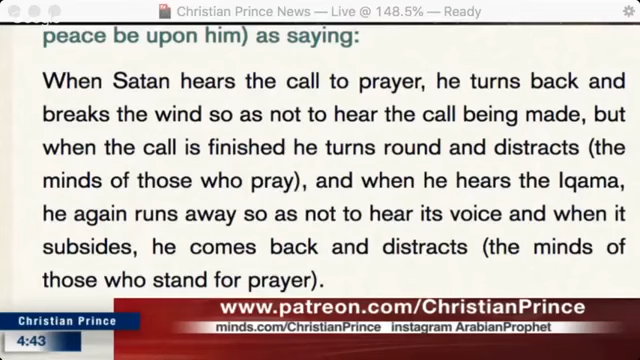 Christian Prince News — Live @ 148.5% — Ready
peace be upon him) as saying:
When Satan hears the call to prayer, he turns back and
breaks the wind so as not to hear the call being made, but
when the call is finished he turns round and distracts (the
minds of those who pray), and when he hears the Iqama,
he again runs away so as not to hear its voice and when it
subsides, he comes back and distracts (the minds of
those who stand for prayer).
www.patreon.com/ChristianPrince
Christian Prince
minds.com/ChristianPrince instagram ArabianProphet
4:43